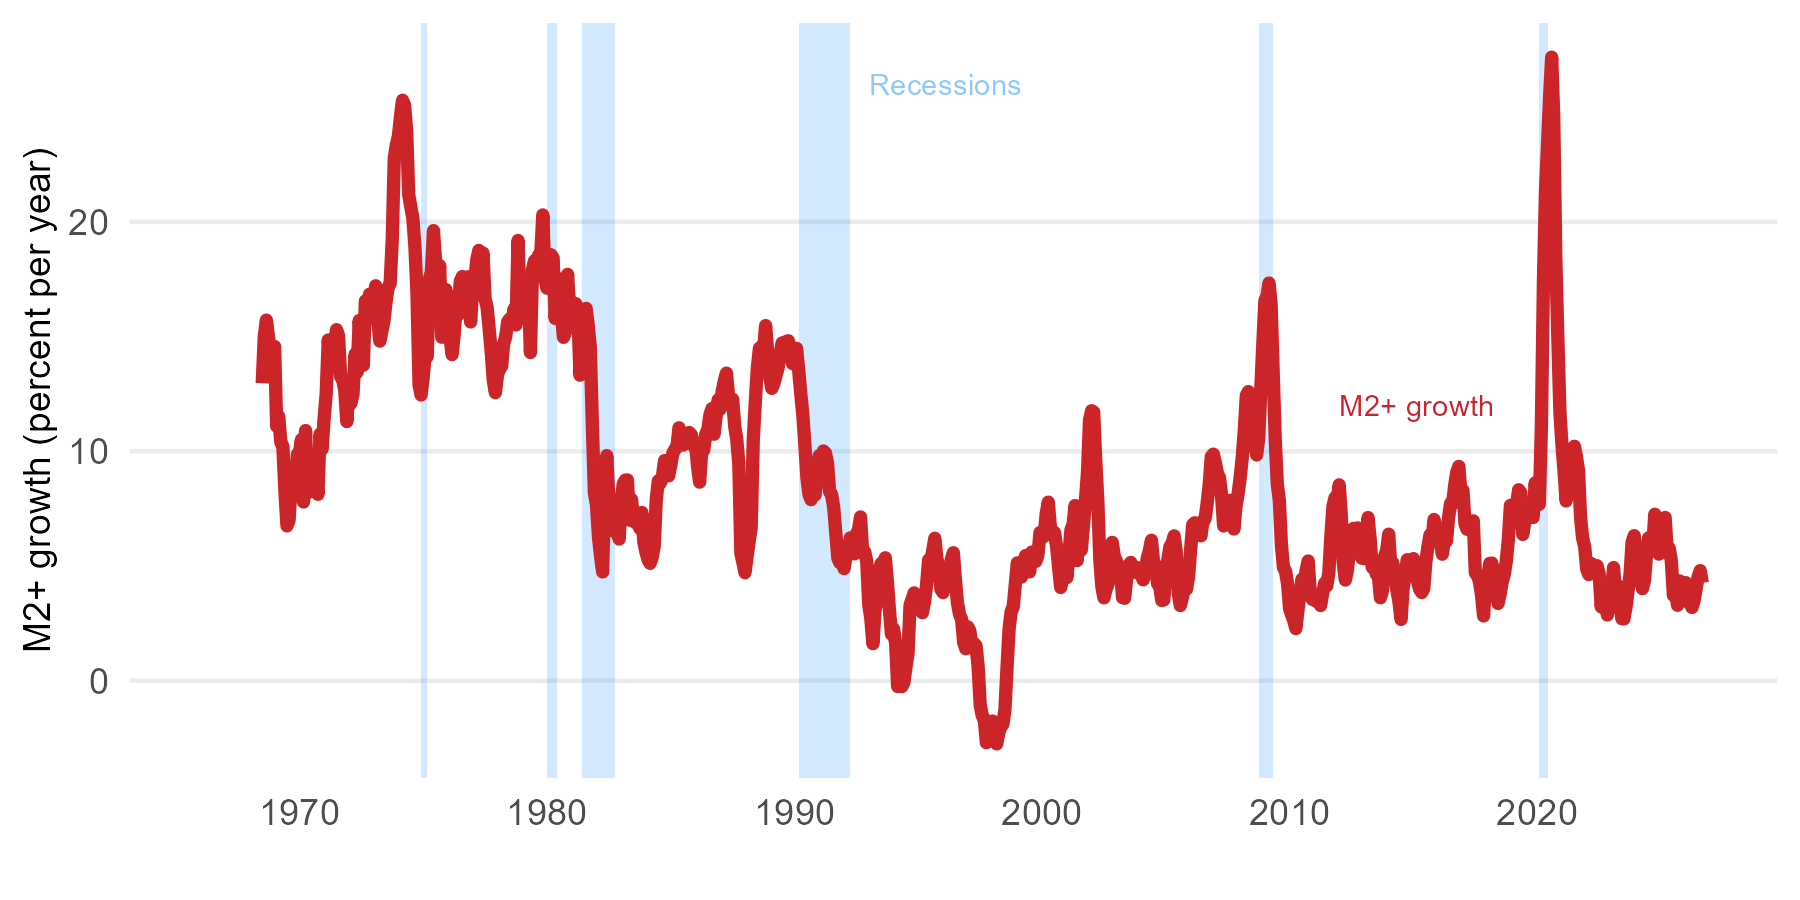 M2+ growth (percent per year)
20
10
0
Recessions
M2+ growth
1970 1980 1990 2000 2010 2020